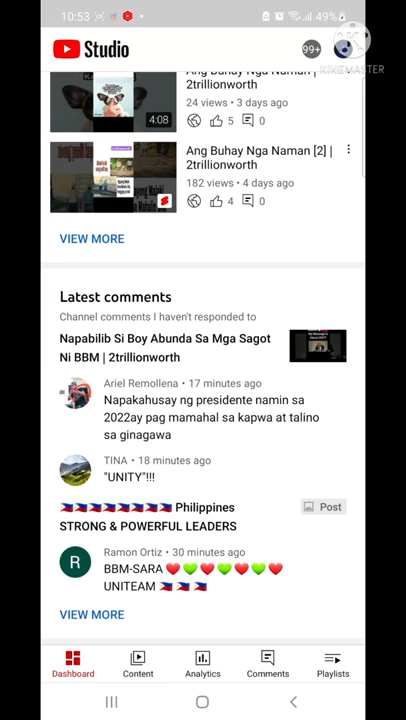 10:53
49%
Studio
99+
KINEMASTER
Ang Buhay Nga Naman |
2trillionworth
24 views • 3 days ago
4:08
5
0
Ang Buhay Nga Naman [2] |
2trillionworth
182 views • 4 days ago
4
0
VIEW MORE
Latest comments
Channel comments I haven't responded to
Napabilib Si Boy Abunda Sa Mga Sagot
Ni BBM | 2trillionworth
Ariel Remollena • 17 minutes ago
Napakahusay ng presidente namin sa
2022ay pag mamahal sa kapwa at talino
sa ginagawa
TINA • 18 minutes ago
"UNITY"!!!
🇵🇭🇵🇭🇵🇭🇵🇭🇵🇭🇵🇭🇵🇭🇵🇭 Philippines
Post
STRONG & POWERFUL LEADERS
R
Ramon Ortiz • 30 minutes ago
BBM-SARA ❤️💚❤️💚❤️💚❤️
UNITEAM 🇵🇭 🇵🇭 🇵🇭
VIEW MORE
Dashboard
Content
Analytics
Comments
Playlists